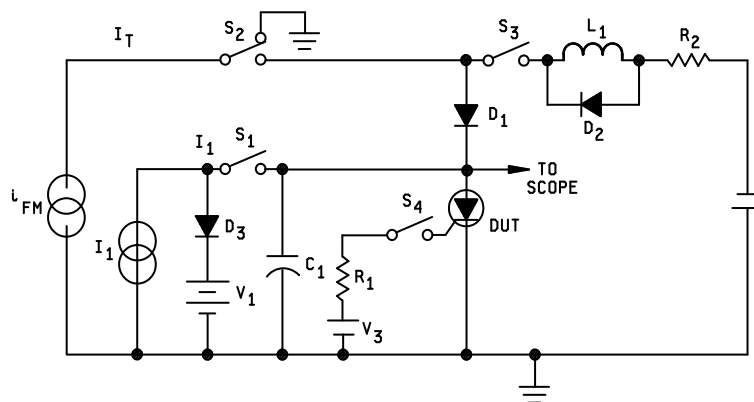 I_T
S_2
S_3
L_1
R_2
D_1
D_2
I_1
S_1
TO
SCOPE
i_FM
D_3
I_1
S_4
DUT
V_1
C_1
R_1
V_3